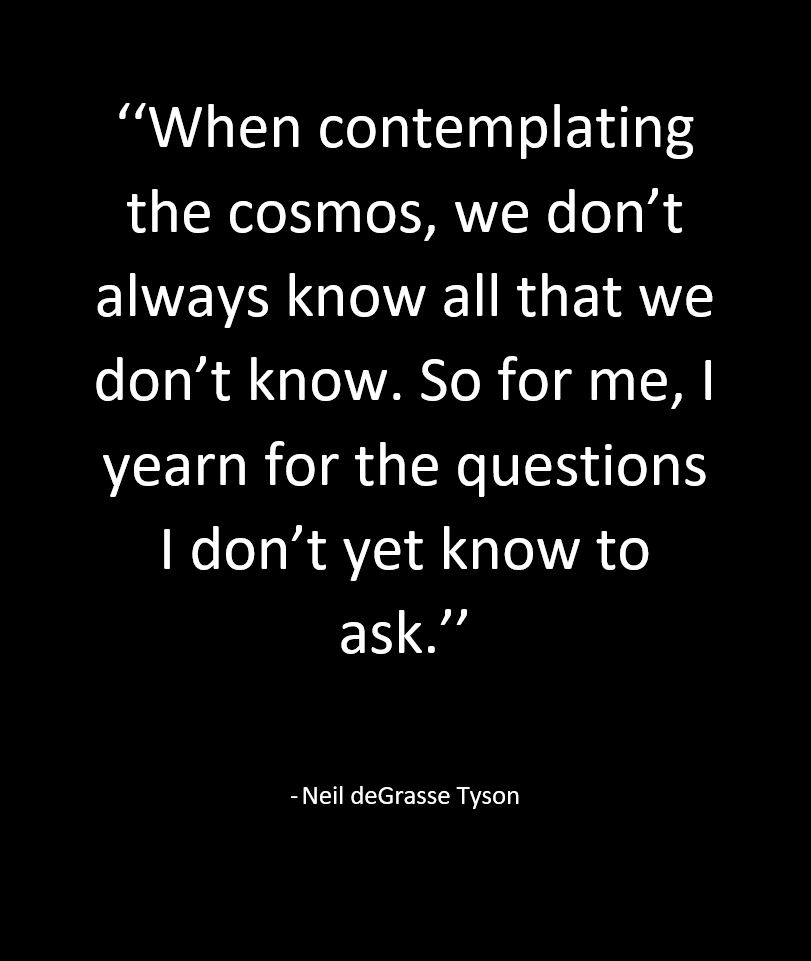 ‘‘When contemplating
the cosmos, we don’t
always know all that we
don’t know. So for me, I
yearn for the questions
I don’t yet know to
ask.’’
-Neil deGrasse Tyson